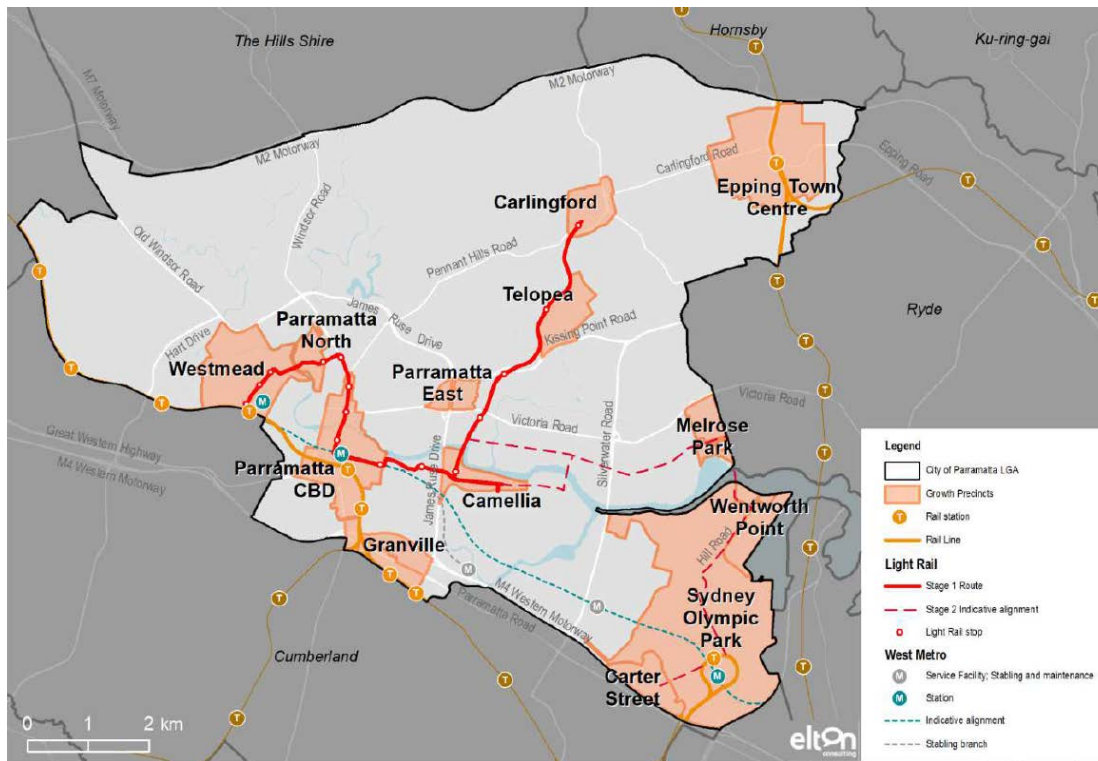 The Hills Shire
Hornsby
Ku-ring-gai
M7 Motorway
M2 Motorway
M2 Motorway
Windsor Road
Old Windsor Road
Carlingford Road
Epping Road
Epping Town
Centre
Carlingford
Pennant Hills Road
Telopea
Ryde
James Ruse Drive
Kissing Point Road
Parramatta
North
Hart Drive
Westmead
Parramatta
East
Victoria Road
Victoria Road
Silverwater Road
Melrose
Park
Great Western Highway
M4 Western Motorway
Parramatta
CBD
James Ruse Drive
Camellia
Wentworth
Point
Granville
Hill Road
M4 Western Motorway
Parramatta Road
Sydney
Olympic
Park
Cumberland
Carter
Street
0 1 2 km
elton
consulting
Legend
City of Parramatta LGA
Growth Precincts
T
Rail station
Rail Line
Light Rail
Stage 1 Route
Stage 2 Indicative alignment
Light Rail stop
West Metro
M
Service Facility; Stabling and maintenance
M
Station
Indicative alignment
Stabling branch